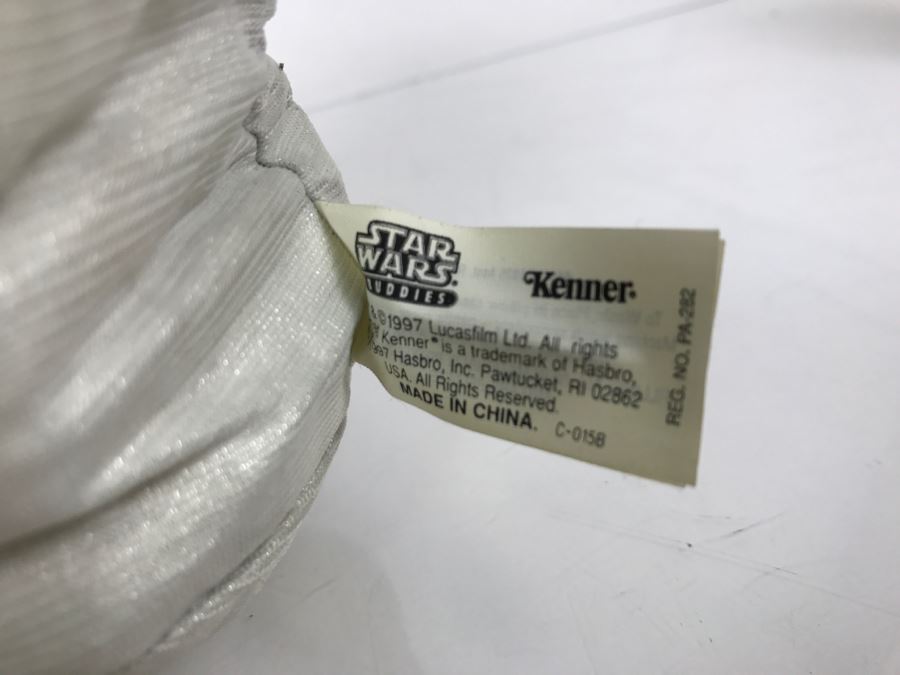 STAR
WARS.
BUDDIES
Kenner.
& ©1997 Lucasfilm Ltd. All rights
Kenner® is a trademark of Hasbro,
997 Hasbro, Inc. Pawtucket, RI 02862
USA. All Rights Reserved.
MADE IN CHINA. C-015B
REG. NO. PA-282